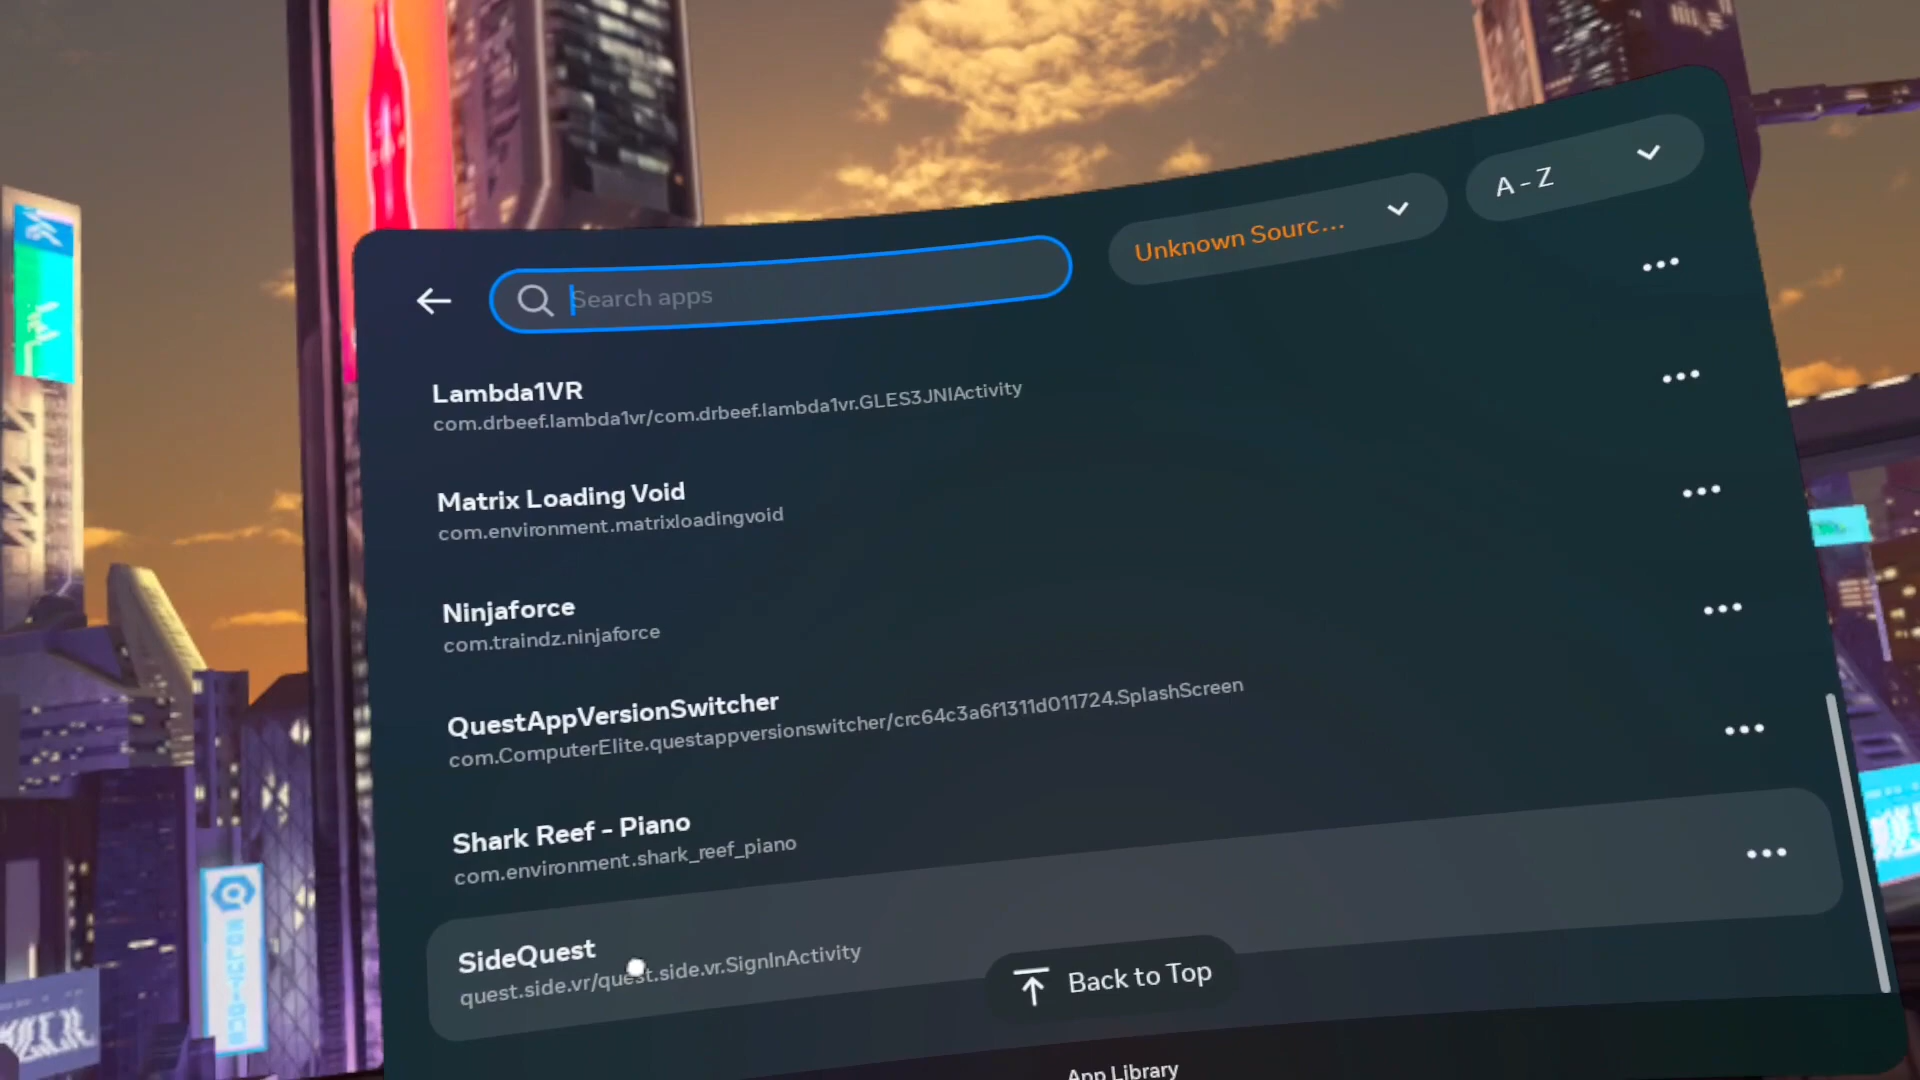 Search apps
Unknown Sourc...
A - Z
Lambda1VR
com.drbeef.lambda1vr/com.drbeef.lambda1vr.GLES3JNIActivity
Matrix Loading Void
com.environment.matrixloadingvoid
Ninjaforce
com.traindz.ninjaforce
QuestAppVersionSwitcher
com.ComputerElite.questappversionswitcher/crc64c3a6f1311d011724.SplashScreen
Shark Reef - Piano
com.environment.shark_reef_piano
SideQuest
quest.side.vr/quest.side.vr.SignInActivity
Back to Top
App Library